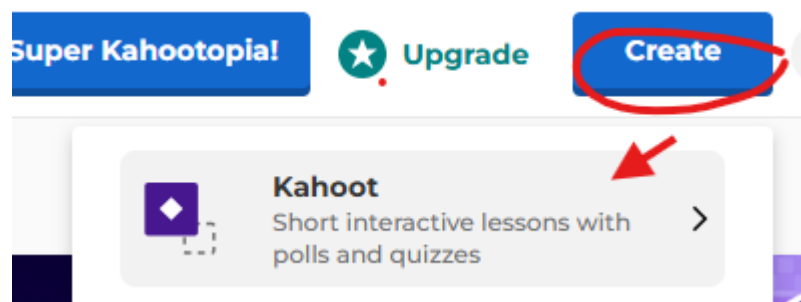 Super Kahootopia!
Upgrade
Create
Kahoot
Short interactive lessons with
polls and quizzes